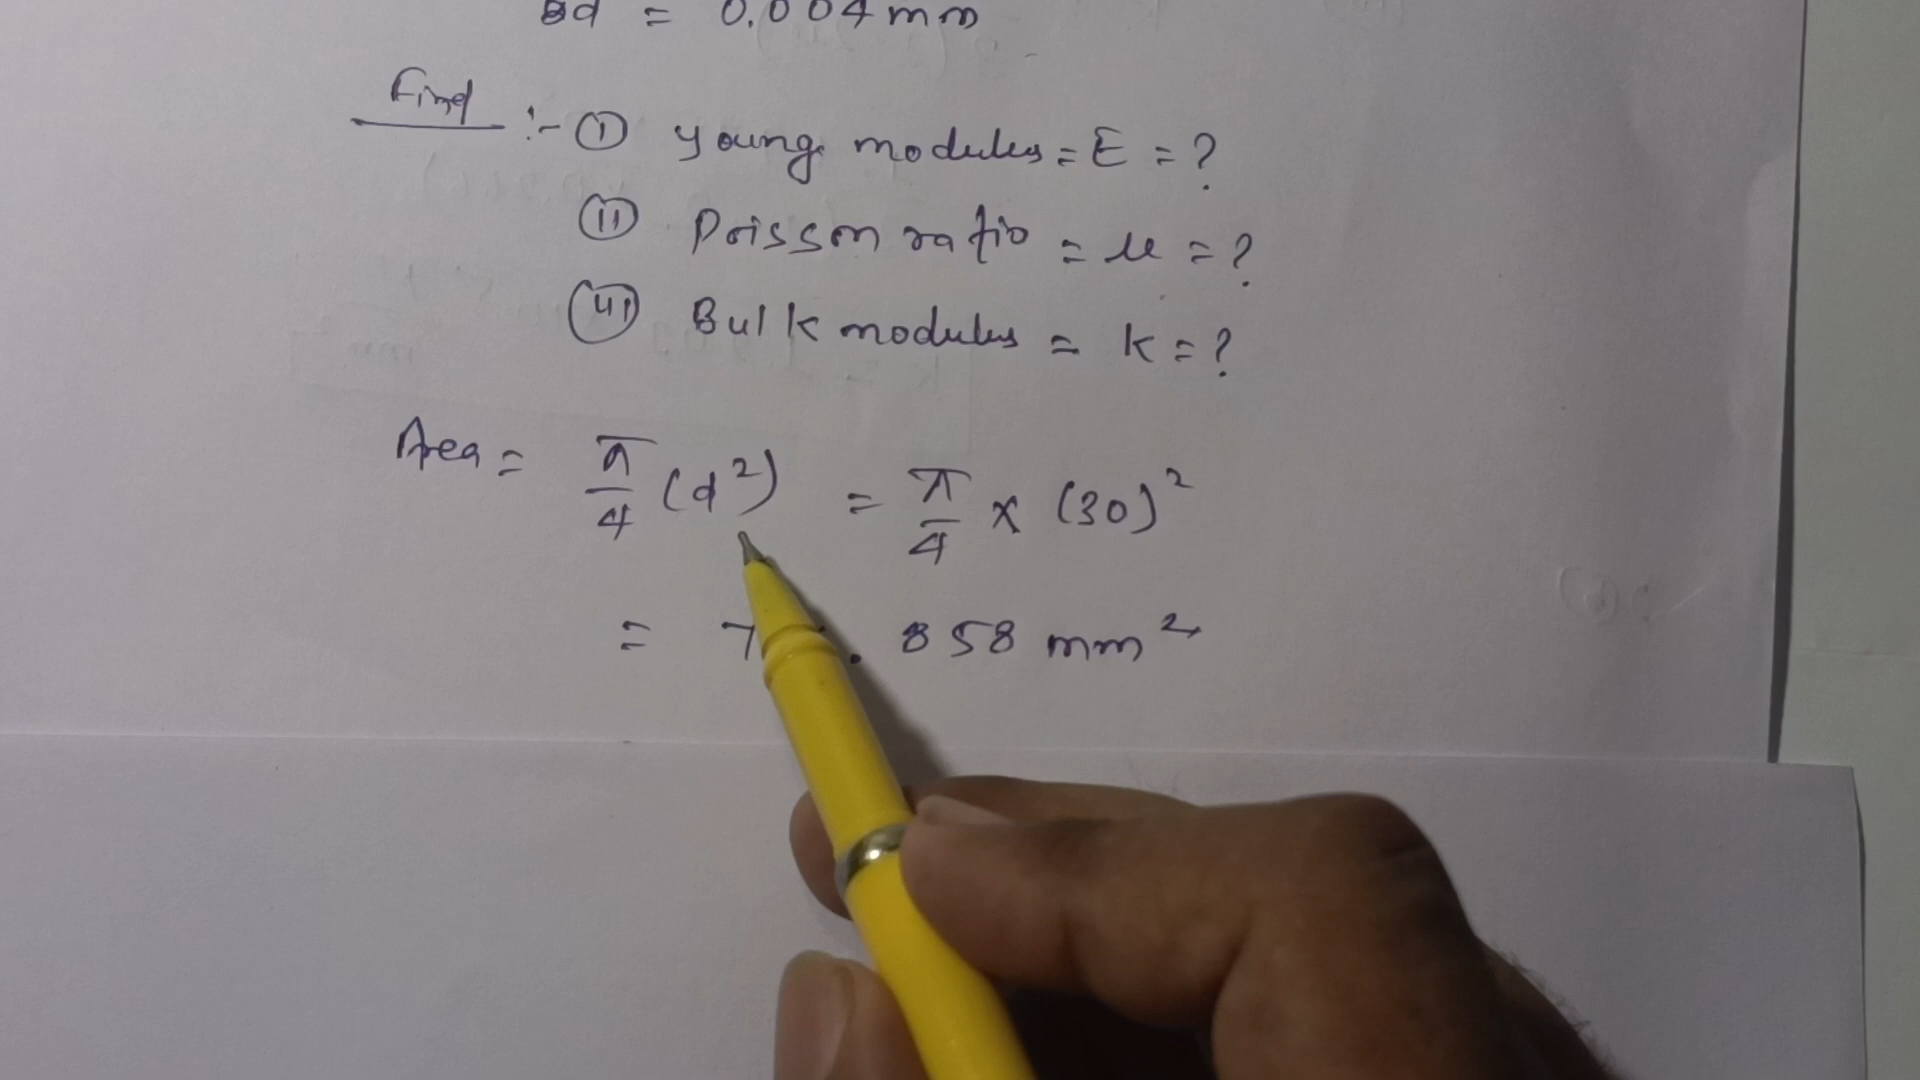 δd = 0.004 mm
Find :- (i) young modulus = E = ?
(ii) Poisson ratio = μ = ?
(iii) Bulk modulus = k = ?
Area = π/4 (d²) = π/4 x (30)²
= 7 . 858 mm²